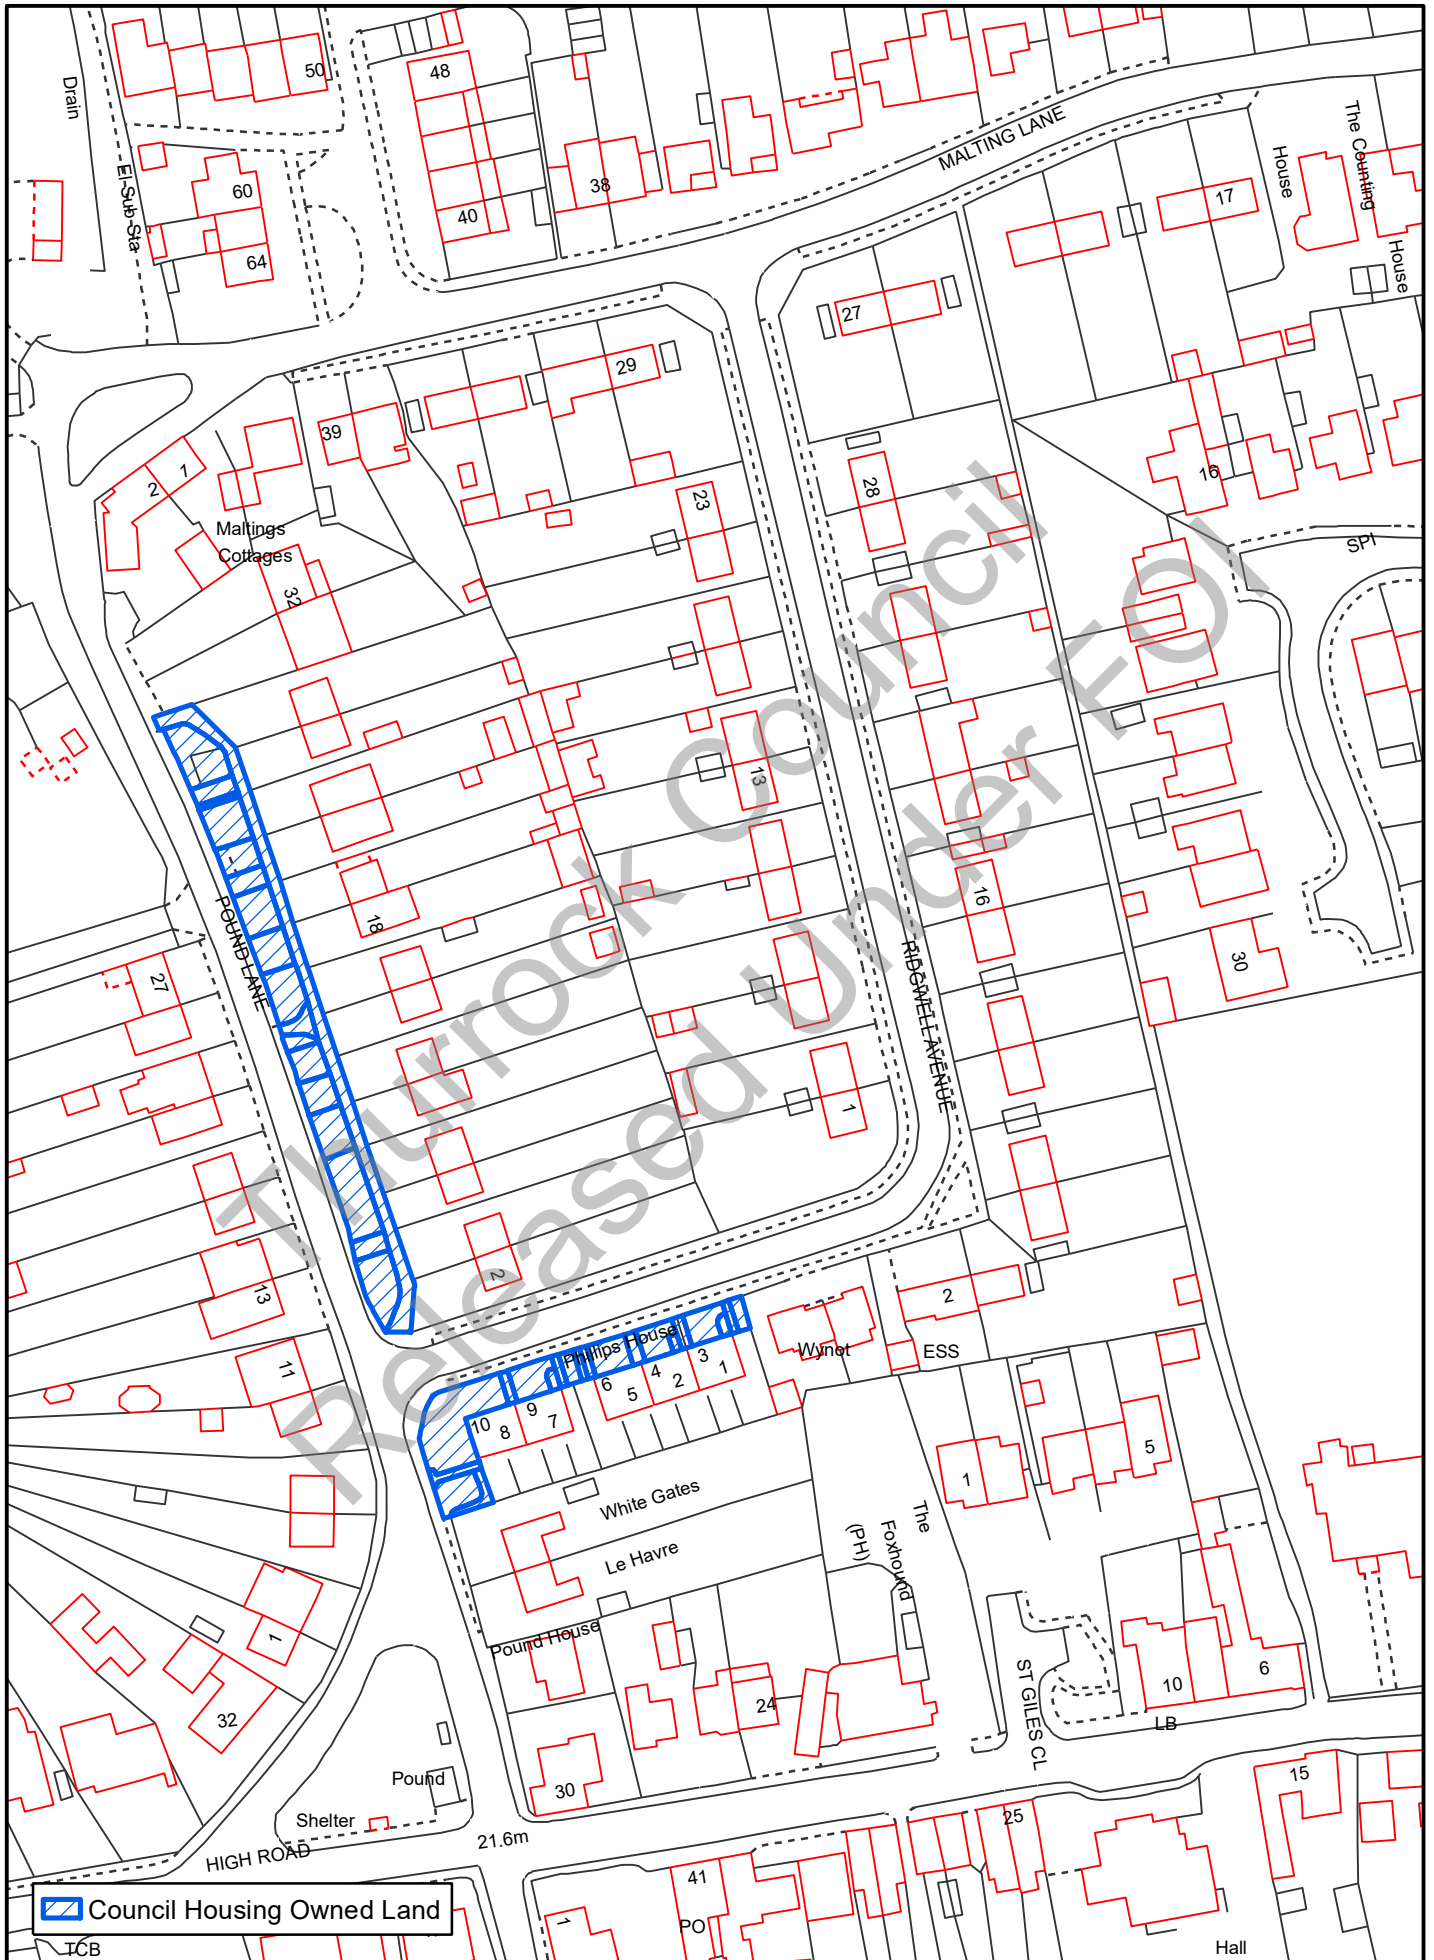 50
48
Drain
MALTING LANE
The Counting
House
House
El Sub Sta
60
38
17
40
64
27
29
39
1
2
23
28
16
Maltings
Cottages
SPI
32
13
18
16
POUND LANE
27
RIDGWELL AVENUE
30
1
2
13
2
Phillips House
Wynot
ESS
11
3
1
4
2
6
5
9
7
10
8
5
1
White Gates
The
Foxhound
(PH)
Le Havre
Pound House
1
ST GILES CL
6
10
32
24
LB
30
Pound
15
Shelter
25
21.6m
HIGH ROAD
41
1
PO
TCB
Hall
Council Housing Owned Land
Thurrock Council
Released Under FOI